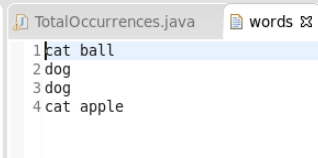 TotalOccurrences.java words
1 cat ball
2 dog
3 dog
4 cat apple